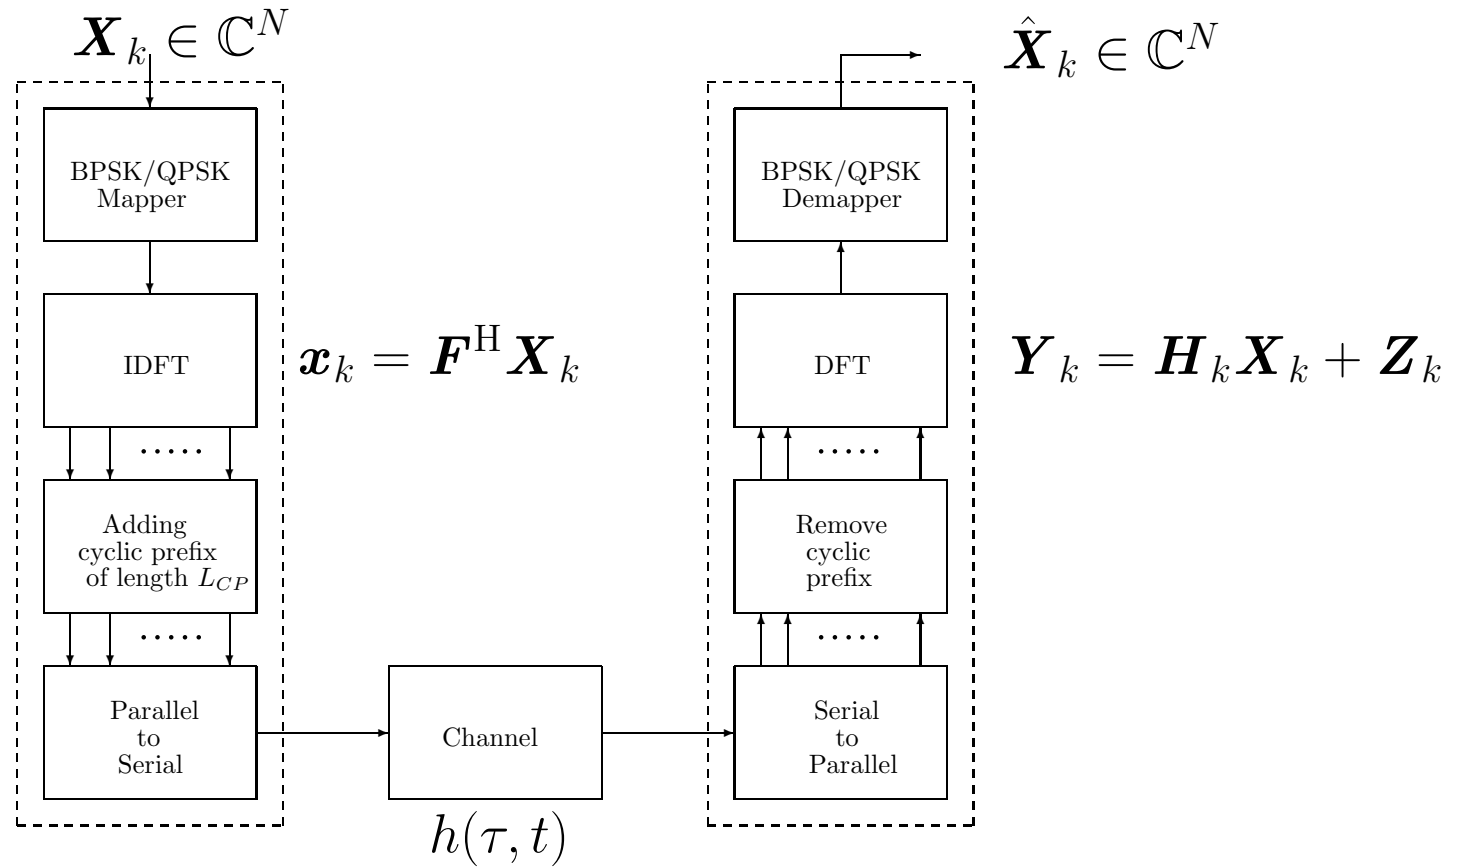 𝑿_k ∈ ℂ^N
BPSK/QPSK
Mapper
IDFT
𝒙_k = 𝑭^H 𝑿_k
.....
Adding
cyclic prefix
of length L_CP
.....
Parallel
to
Serial
Channel
h(τ, t)
𝑿̂_k ∈ ℂ^N
BPSK/QPSK
Demapper
DFT
𝒀_k = 𝑯_k 𝑿_k + 𝒁_k
.....
Remove
cyclic
prefix
.....
Serial
to
Parallel